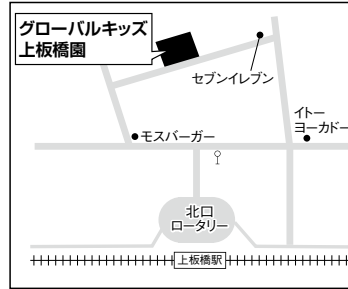 グローバルキッズ
上板橋園
セブンイレブン
イトー
ヨーカドー
モスバーガー
北口
ロータリー
上板橋駅